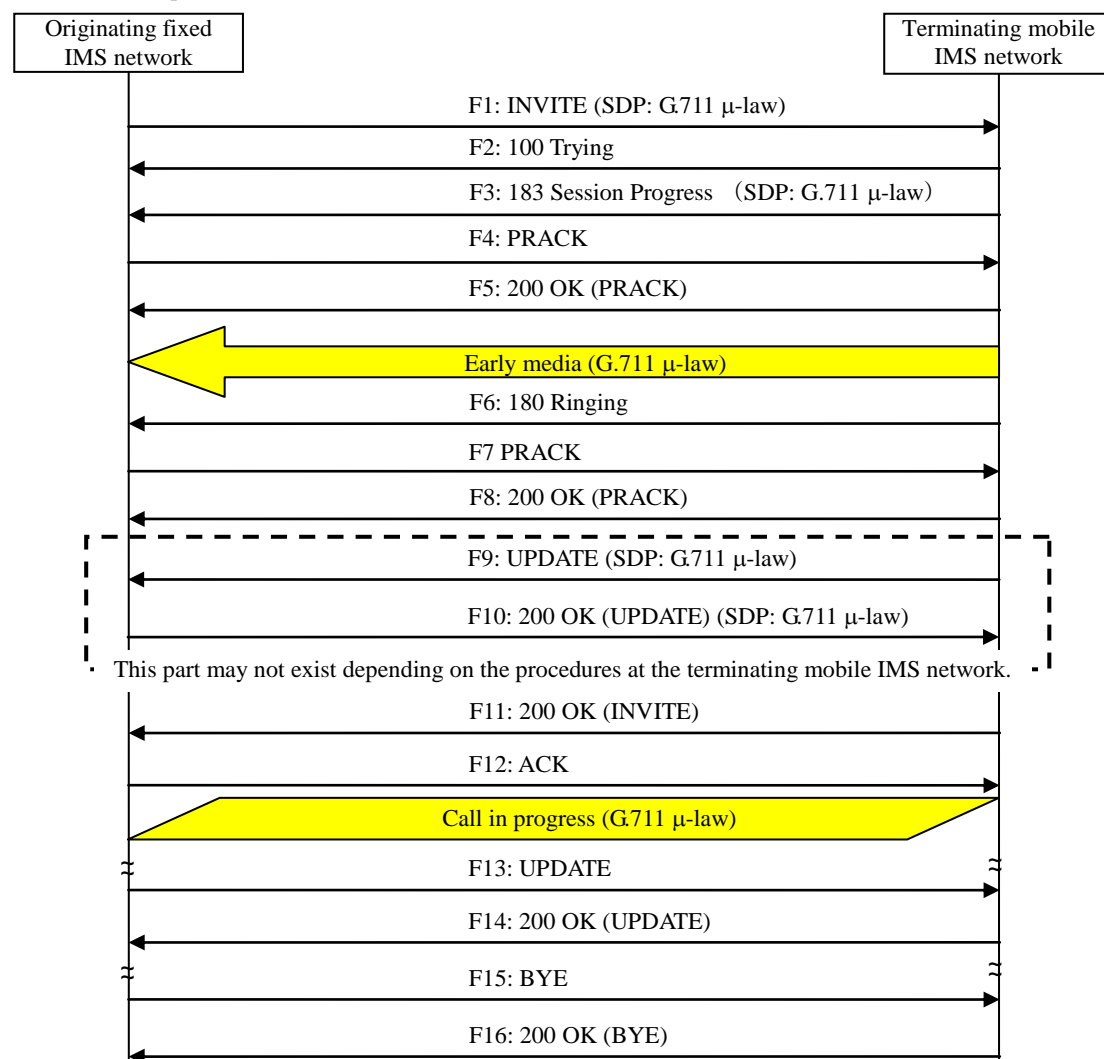 Originating fixed
IMS network
Terminating mobile
IMS network
F1: INVITE (SDP: G.711 μ-law)
F2: 100 Trying
F3: 183 Session Progress （SDP: G.711 μ-law）
F4: PRACK
F5: 200 OK (PRACK)
Early media (G.711 μ-law)
F6: 180 Ringing
F7 PRACK
F8: 200 OK (PRACK)
F9: UPDATE (SDP: G.711 μ-law)
F10: 200 OK (UPDATE) (SDP: G.711 μ-law)
This part may not exist depending on the procedures at the terminating mobile IMS network.
F11: 200 OK (INVITE)
F12: ACK
Call in progress (G.711 μ-law)
F13: UPDATE
F14: 200 OK (UPDATE)
F15: BYE
F16: 200 OK (BYE)